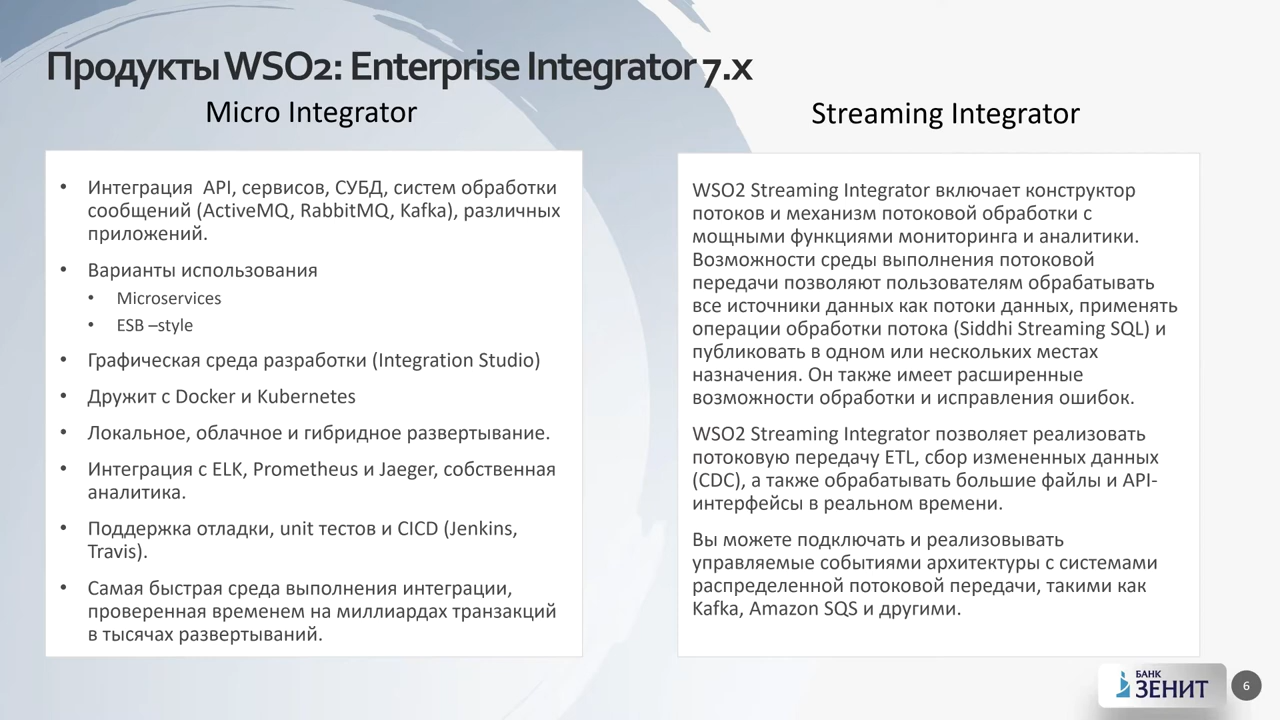 Продукты WSO2: Enterprise Integrator 7.x
Micro Integrator
• Интеграция  API, сервисов, СУБД, систем обработки
сообщений (ActiveMQ, RabbitMQ, Kafka), различных
приложений.
• Варианты использования
• Microservices
• ESB –style
• Графическая среда разработки (Integration Studio)
• Дружит с Docker и Kubernetes
• Локальное, облачное и гибридное развертывание.
• Интеграция с ELK, Prometheus и Jaeger, собственная
аналитика.
• Поддержка отладки, unit тестов и CICD (Jenkins,
Travis).
• Самая быстрая среда выполнения интеграции,
проверенная временем на миллиардах транзакций
в тысячах развертываний.
Streaming Integrator
WSO2 Streaming Integrator включает конструктор
потоков и механизм потоковой обработки с
мощными функциями мониторинга и аналитики.
Возможности среды выполнения потоковой
передачи позволяют пользователям обрабатывать
все источники данных как потоки данных, применять
операции обработки потока (Siddhi Streaming SQL) и
публиковать в одном или нескольких местах
назначения. Он также имеет расширенные
возможности обработки и исправления ошибок.
WSO2 Streaming Integrator позволяет реализовать
потоковую передачу ETL, сбор измененных данных
(CDC), а также обрабатывать большие файлы и API-
интерфейсы в реальном времени.
Вы можете подключать и реализовывать
управляемые событиями архитектуры с системами
распределенной потоковой передачи, такими как
Kafka, Amazon SQS и другими.
БАНК
ЗЕНИТ
6